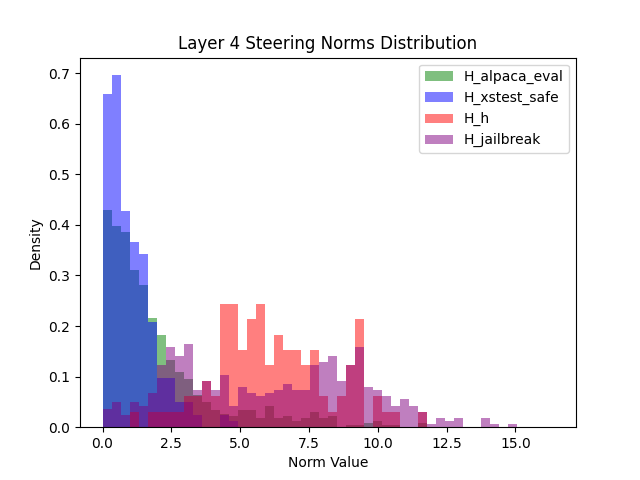 Layer 4 Steering Norms Distribution
H_alpaca_eval
H_xstest_safe
H_h
H_jailbreak
Density
0.7
0.6
0.5
0.4
0.3
0.2
0.1
0.0
0.0 2.5 5.0 7.5 10.0 12.5 15.0
Norm Value